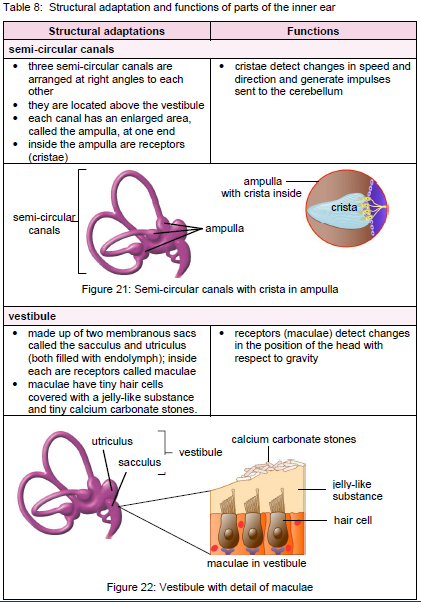 Table 8: Structural adaptation and functions of parts of the inner ear
Structural adaptations
Functions
semi-circular canals
• three semi-circular canals are
arranged at right angles to each
other
• they are located above the vestibule
• each canal has an enlarged area,
called the ampulla, at one end
• inside the ampulla are receptors
(cristae)
• cristae detect changes in speed and
direction and generate impulses
sent to the cerebellum
semi-circular
canals
ampulla
ampulla
with crista inside
crista
Figure 21: Semi-circular canals with crista in ampulla
vestibule
• made up of two membranous sacs
called the sacculus and utriculus
(both filled with endolymph); inside
each are receptors called maculae
• maculae have tiny hair cells
covered with a jelly-like substance
and tiny calcium carbonate stones.
• receptors (maculae) detect changes
in the position of the head with
respect to gravity
utriculus
sacculus
vestibule
calcium carbonate stones
jelly-like
substance
hair cell
maculae in vestibule
Figure 22: Vestibule with detail of maculae